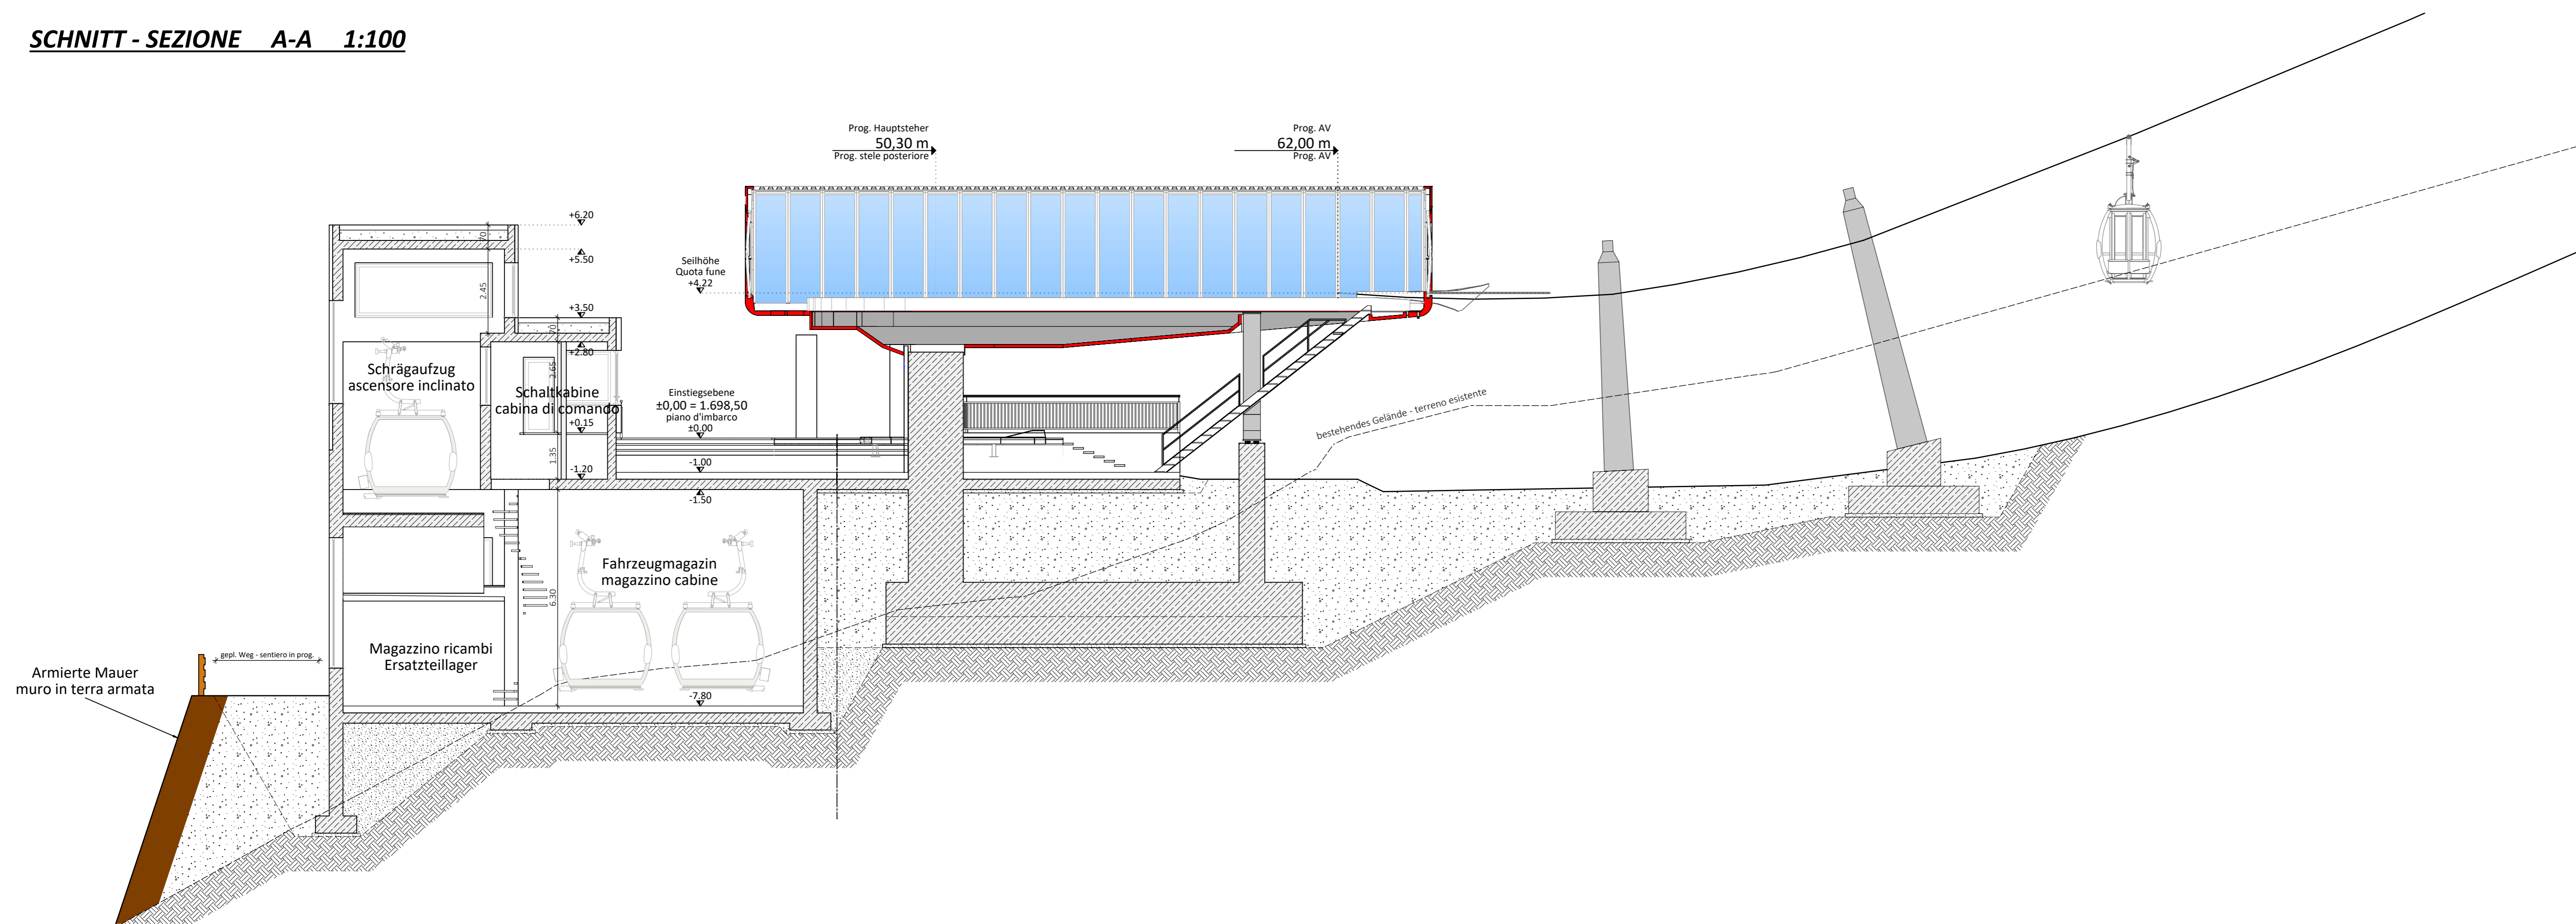 SCHNITT - SEZIONE A-A 1:100
Prog. Hauptsteher
50,30 m
Prog. stele posteriore
Prog. AV
62,00 m
Prog. AV
+6.20
70
+5.50
2.45
Seilhöhe
Quota fune
+4.22
+3.50
70
+2.80
Schrägaufzug
ascensore inclinato
2.65
Schaltkabine
cabina di comando
+0.15
Einstiegsebene
±0,00 = 1.698,50
piano d'imbarco
±0.00
bestehendes Gelände - terreno esistente
1.35
-1.20
-1.00
-1.50
Fahrzeugmagazin
magazzino cabine
6.30
Magazzino ricambi
Ersatzteillager
gepl. Weg - sentiero in prog.
Armierte Mauer
muro in terra armata
-7.80